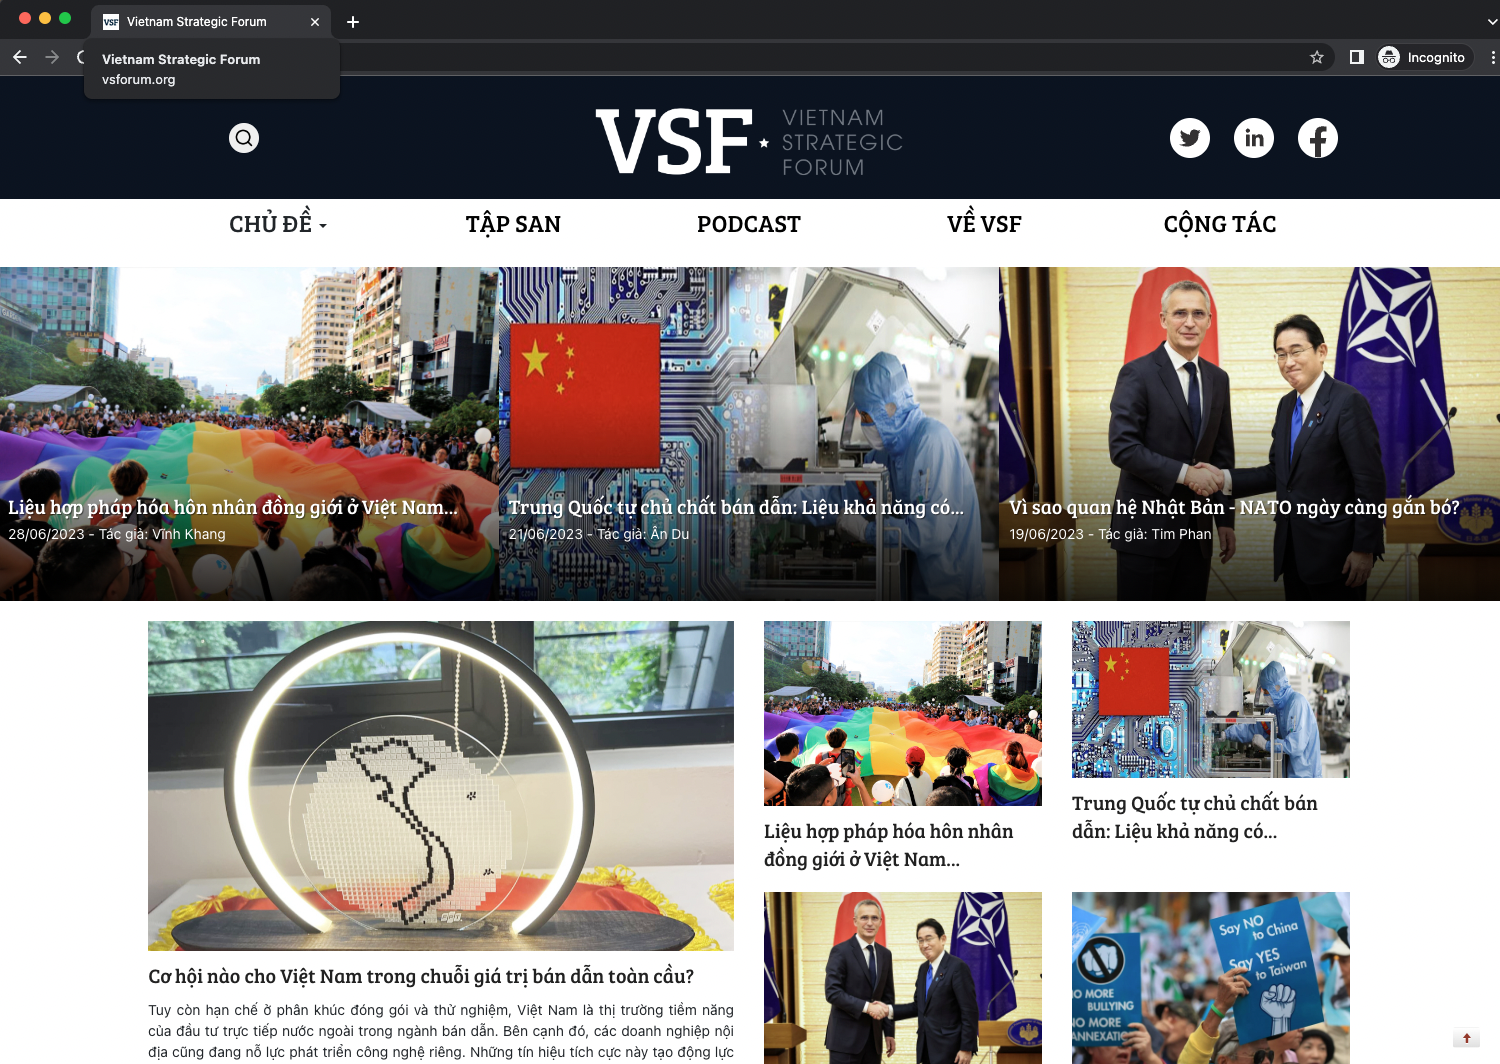 VSF Vietnam Strategic Forum
Vietnam Strategic Forum
vsforum.org
Incognito
VSF
VIETNAM
STRATEGIC
FORUM
CHỦ ĐỀ
TẬP SAN
PODCAST
VỀ VSF
CỘNG TÁC
Liệu hợp pháp hóa hôn nhân đồng giới ở Việt Nam...
28/06/2023 - Tác giả: Vĩnh Khang
Trung Quốc tự chủ chất bán dẫn: Liệu khả năng có...
21/06/2023 - Tác giả: Ân Du
Vì sao quan hệ Nhật Bản - NATO ngày càng gắn bó?
19/06/2023 - Tác giả: Tim Phan
Cơ hội nào cho Việt Nam trong chuỗi giá trị bán dẫn toàn cầu?
Tuy còn hạn chế ở phân khúc đóng gói và thử nghiệm, Việt Nam là thị trường tiềm năng
của đầu tư trực tiếp nước ngoài trong ngành bán dẫn. Bên cạnh đó, các doanh nghiệp nội
địa cũng đang nỗ lực phát triển công nghệ riêng. Những tín hiệu tích cực này tạo động lực
Liệu hợp pháp hóa hôn nhân
đồng giới ở Việt Nam...
Trung Quốc tự chủ chất bán
dẫn: Liệu khả năng có...
Say NO
to China
Say YES
to Taiwan
NO MORE
BULLYING
NO MORE